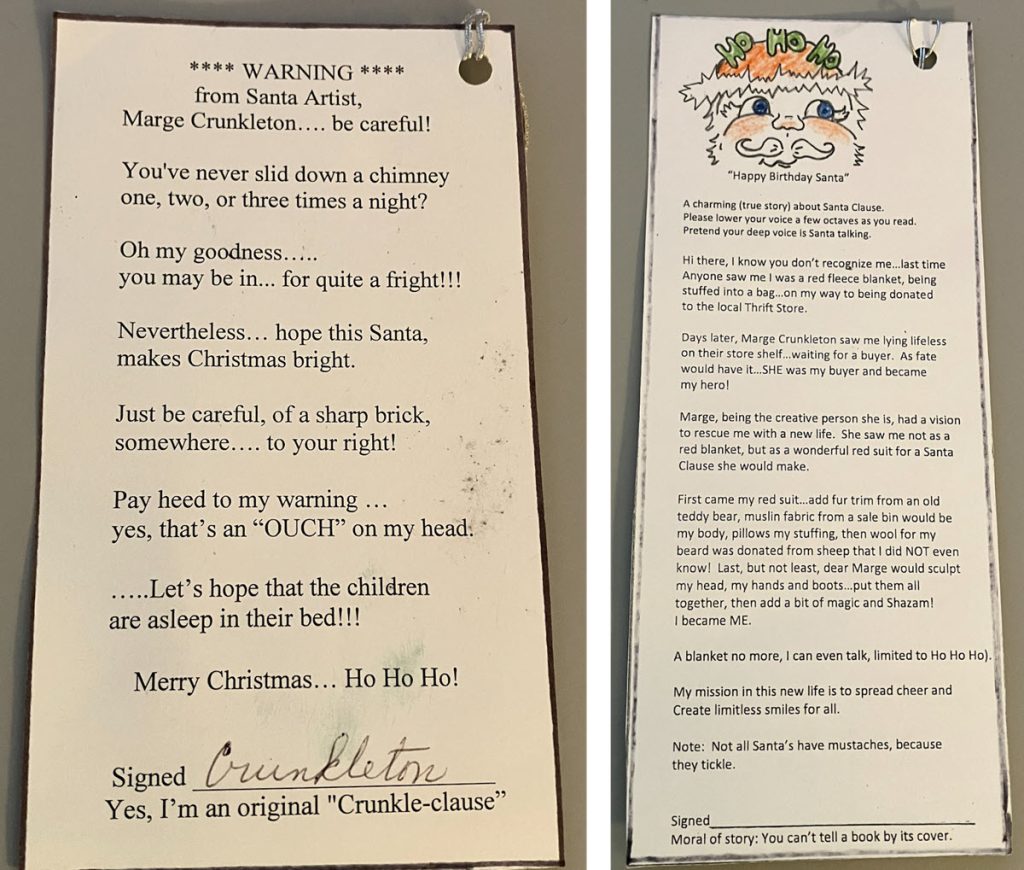 **** WARNING ****
from Santa Artist,
Marge Crunkleton…. be careful!
You've never slid down a chimney
one, two, or three times a night?
Oh my goodness…..
you may be in... for quite a fright!!!
Nevertheless… hope this Santa,
makes Christmas bright.
Just be careful, of a sharp brick,
somewhere…. to your right!
Pay heed to my warning …
yes, that's an “OUCH” on my head.
…..Let's hope that the children
are asleep in their bed!!!
Merry Christmas… Ho Ho Ho!
Signed Crunkleton
Yes, I'm an original "Crunkle-clause”
HO HO HO
“Happy Birthday Santa”
A charming (true story) about Santa Clause.
Please lower your voice a few octaves as you read.
Pretend your deep voice is Santa talking.
Hi there, I know you don't recognize me…last time
Anyone saw me I was a red fleece blanket, being
stuffed into a bag…on my way to being donated
to the local Thrift Store.
Days later, Marge Crunkleton saw me lying lifeless
on their store shelf…waiting for a buyer. As fate
would have it…SHE was my buyer and became
my hero!
Marge, being the creative person she is, had a vision
to rescue me with a new life. She saw me not as a
red blanket, but as a wonderful red suit for a Santa
Clause she would make.
First came my red suit…add fur trim from an old
teddy bear, muslin fabric from a sale bin would be
my body, pillows my stuffing, then wool for my
beard was donated from sheep that I did NOT even
know! Last, but not least, dear Marge would sculpt
my head, my hands and boots…put them all
together, then add a bit of magic and Shazam!
I became ME.
A blanket no more, I can even talk, limited to Ho Ho Ho).
My mission in this new life is to spread cheer and
Create limitless smiles for all.
Note: Not all Santa's have mustaches, because
they tickle.
Signed
Moral of story: You can't tell a book by its cover.